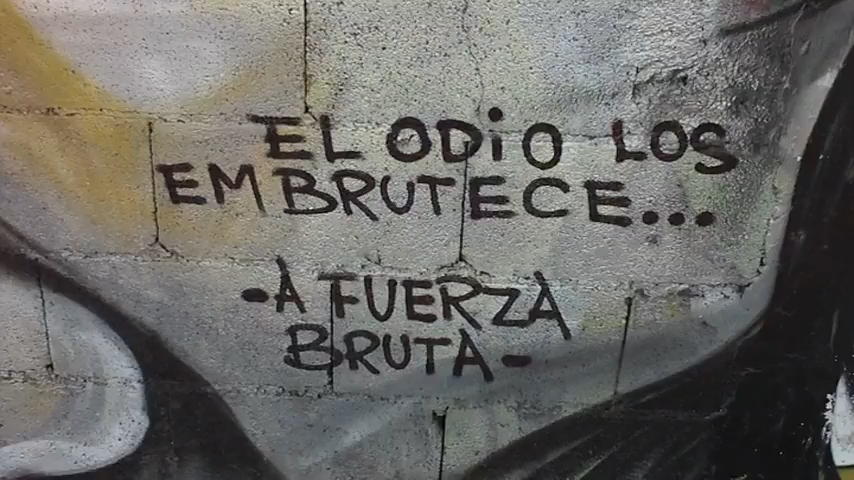 EL ODiO LOS
EMBRUTECE...
-A FUERZA
BRUTA-